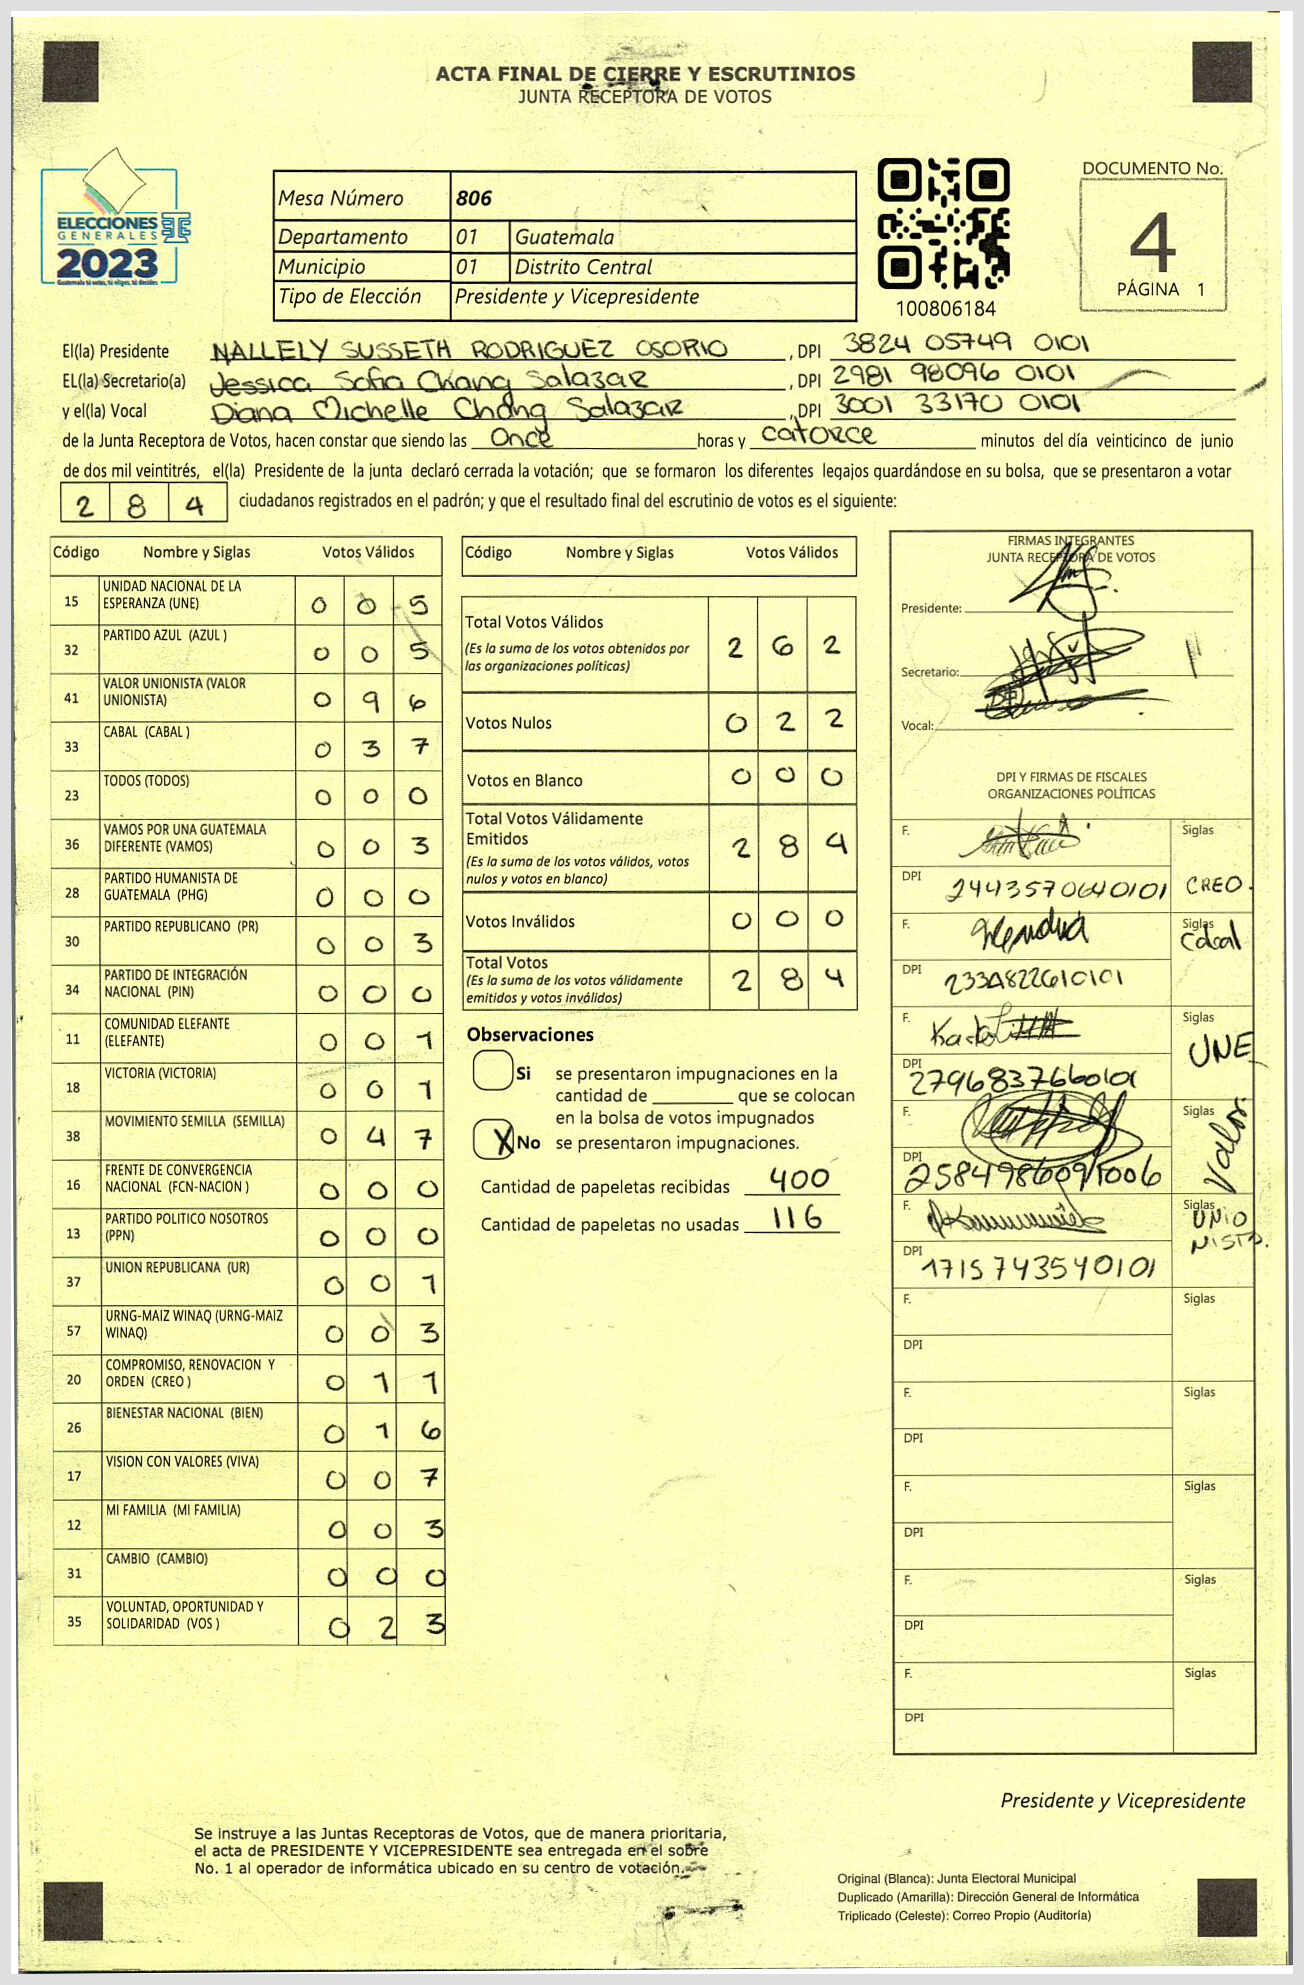 ACTA FINAL DE CIERRE Y ESCRUTINIOS
JUNTA RECEPTORA DE VOTOS
ELECCIONES
GENERALES
2023
Guatemala tú votas, tú eliges, tú decides
Mesa Número 806
Departamento 01 Guatemala
Municipio 01 Distrito Central
Tipo de Elección Presidente y Vicepresidente
100806184
DOCUMENTO No.
4
PÁGINA 1
El(la) Presidente NALLELY SUSSETH RODRIGUEZ OSORIO, DPI 3824 05749 0101
EL(la) Secretario(a) Jessica Sofia Chang Salazar, DPI 2981 98096 0101
y el(la) Vocal Diana Michelle Chang Salazar, DPI 3001 33170 0101
de la Junta Receptora de Votos, hacen constar que siendo las once horas y catorce minutos del día veinticinco de junio
de dos mil veintitrés, el(la) Presidente de la junta declaró cerrada la votación; que se formaron los diferentes legajos guardándose en su bolsa, que se presentaron a votar
2 8 4 ciudadanos registrados en el padrón; y que el resultado final del escrutinio de votos es el siguiente:
Código Nombre y Siglas Votos Válidos
15 UNIDAD NACIONAL DE LA ESPERANZA (UNE) 0 0 5
32 PARTIDO AZUL (AZUL ) 0 0 5
41 VALOR UNIONISTA (VALOR UNIONISTA) 0 9 6
33 CABAL (CABAL ) 0 3 7
23 TODOS (TODOS) 0 0 0
36 VAMOS POR UNA GUATEMALA DIFERENTE (VAMOS) 0 0 3
28 PARTIDO HUMANISTA DE GUATEMALA (PHG) 0 0 0
30 PARTIDO REPUBLICANO (PR) 0 0 3
34 PARTIDO DE INTEGRACIÓN NACIONAL (PIN) 0 0 0
11 COMUNIDAD ELEFANTE (ELEFANTE) 0 0 1
18 VICTORIA (VICTORIA) 0 0 1
38 MOVIMIENTO SEMILLA (SEMILLA) 0 4 7
16 FRENTE DE CONVERGENCIA NACIONAL (FCN-NACION ) 0 0 0
13 PARTIDO POLITICO NOSOTROS (PPN) 0 0 0
37 UNION REPUBLICANA (UR) 0 0 1
57 URNG-MAIZ WINAQ (URNG-MAIZ WINAQ) 0 0 3
20 COMPROMISO, RENOVACION Y ORDEN (CREO ) 0 1 1
26 BIENESTAR NACIONAL (BIEN) 0 1 6
17 VISION CON VALORES (VIVA) 0 0 7
12 MI FAMILIA (MI FAMILIA) 0 0 3
31 CAMBIO (CAMBIO) 0 0 0
35 VOLUNTAD, OPORTUNIDAD Y SOLIDARIDAD (VOS ) 0 2 3
Código Nombre y Siglas Votos Válidos
Total Votos Válidos 2 6 2
(Es la suma de los votos obtenidos por
las organizaciones políticas)
Votos Nulos 0 2 2
Votos en Blanco 0 0 0
Total Votos Válidamente
Emitidos 2 8 4
(Es la suma de los votos válidos, votos
nulos y votos en blanco)
Votos Inválidos 0 0 0
Total Votos 2 8 4
(Es la suma de los votos válidamente
emitidos y votos inválidos)
Observaciones
Si se presentaron impugnaciones en la
cantidad de ________ que se colocan
en la bolsa de votos impugnados
X No se presentaron impugnaciones.
Cantidad de papeletas recibidas 400
Cantidad de papeletas no usadas 116
FIRMAS INTEGRANTES
JUNTA RECEPTORA DE VOTOS
Presidente:
Secretario:
Vocal:
DPI Y FIRMAS DE FISCALES
ORGANIZACIONES POLÍTICAS
F. Siglas
DPI 2443570640101 CREO.
F. Siglas Cabal
DPI 2334822610101
F. Siglas UNE
DPI 2796837660101
F. Siglas Valor
DPI 2584986091006
F. Siglas UNIONISTA.
DPI 1715743540101
F. Siglas
DPI
F. Siglas
DPI
F. Siglas
DPI
F. Siglas
DPI
F. Siglas
DPI
Presidente y Vicepresidente
Se instruye a las Juntas Receptoras de Votos, que de manera prioritaria,
el acta de PRESIDENTE Y VICEPRESIDENTE sea entregada en el sobre
No. 1 al operador de informática ubicado en su centro de votación.
Original (Blanca): Junta Electoral Municipal
Duplicado (Amarilla): Dirección General de Informática
Triplicado (Celeste): Correo Propio (Auditoría)